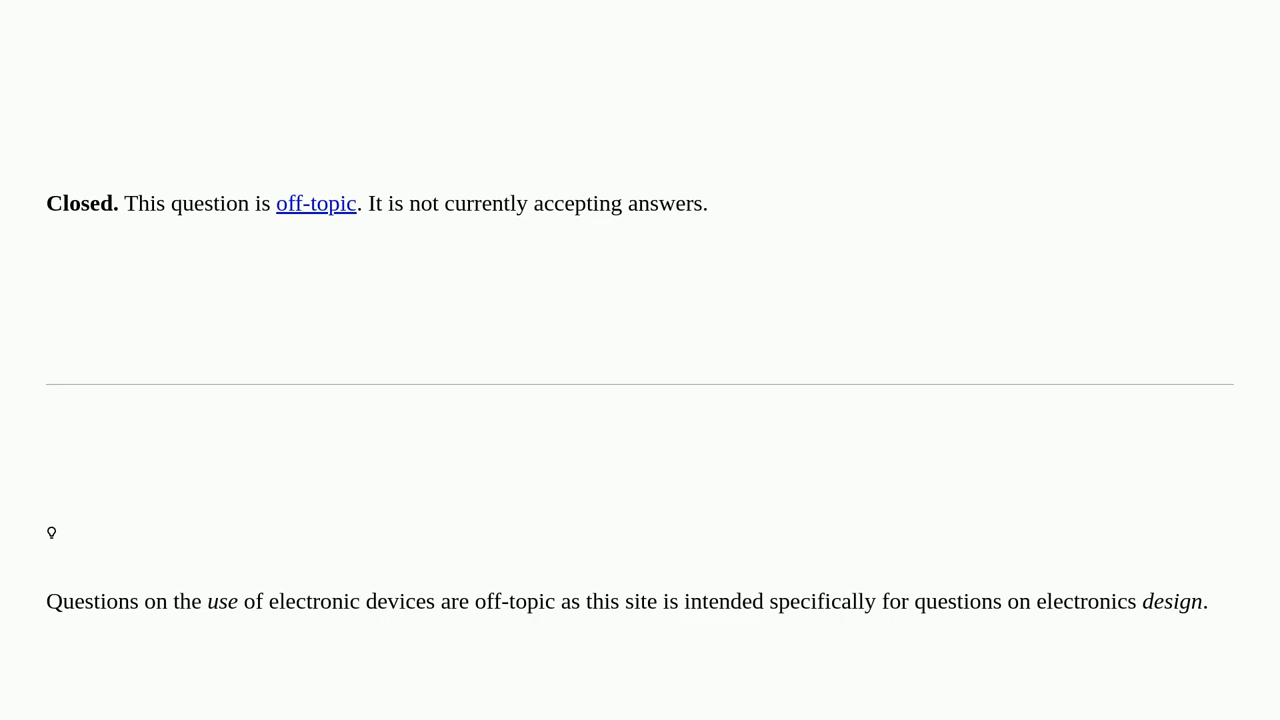 Closed. This question is off-topic. It is not currently accepting answers.
Questions on the use of electronic devices are off-topic as this site is intended specifically for questions on electronics design.